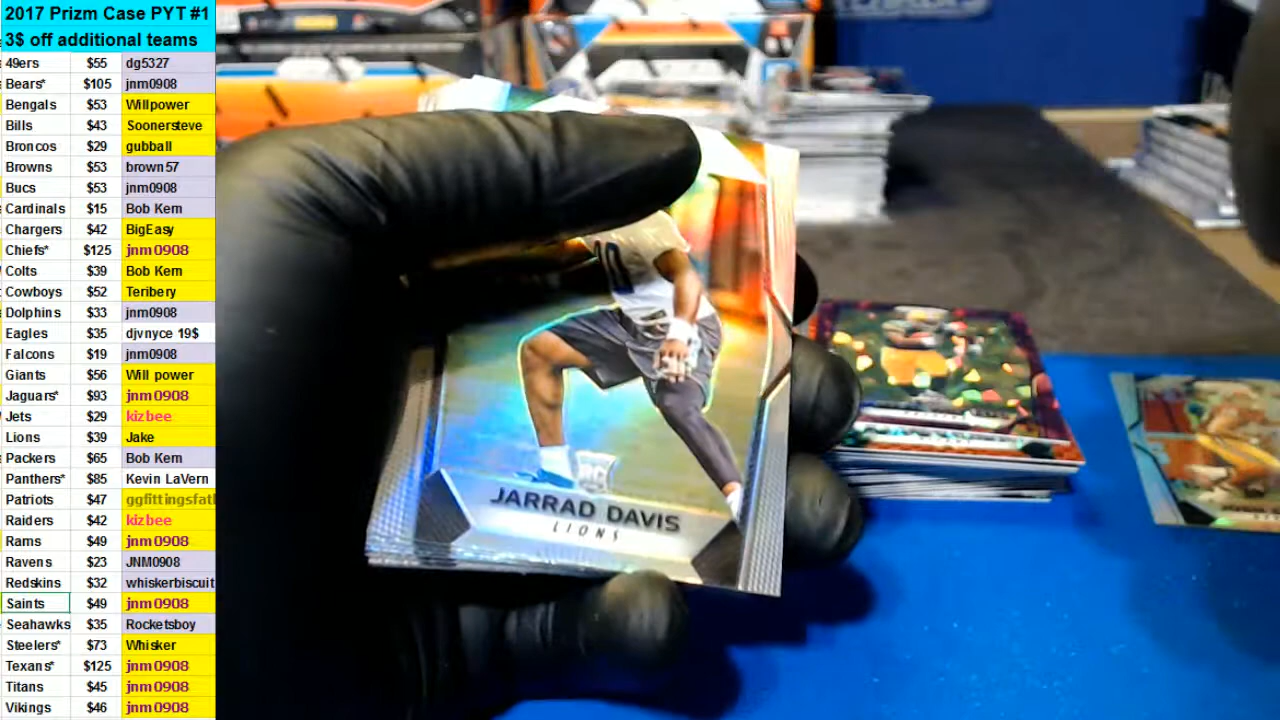 2017 Prizm Case PYT #1
3$ off additional teams
49ers $55 dg5327
Bears* $105 jnm0908
Bengals $53 Willpower
Bills $43 Soonersteve
Broncos $29 gubball
Browns $53 brown57
Bucs $53 jnm0908
Cardinals $15 Bob Kern
Chargers $42 BigEasy
Chiefs* $125 jnm0908
Colts $39 Bob Kern
Cowboys $52 Teribery
Dolphins $33 jnm0908
Eagles $35 djvnyce 19$
Falcons $19 jnm0908
Giants $56 Will power
Jaguars* $93 jnm0908
Jets $29 kizbee
Lions $39 Jake
Packers $65 Bob Kern
Panthers* $85 Kevin LaVern
Patriots $47 ggfittingsfatl
Raiders $42 kizbee
Rams $49 jnm0908
Ravens $23 JNM0908
Redskins $32 whiskerbiscuit
Saints $49 jnm0908
Seahawks $35 Rocketsboy
Steelers* $73 Whisker
Texans* $125 jnm0908
Titans $45 jnm0908
Vikings $46 jnm0908
RC
JARRAD DAVIS
LIONS